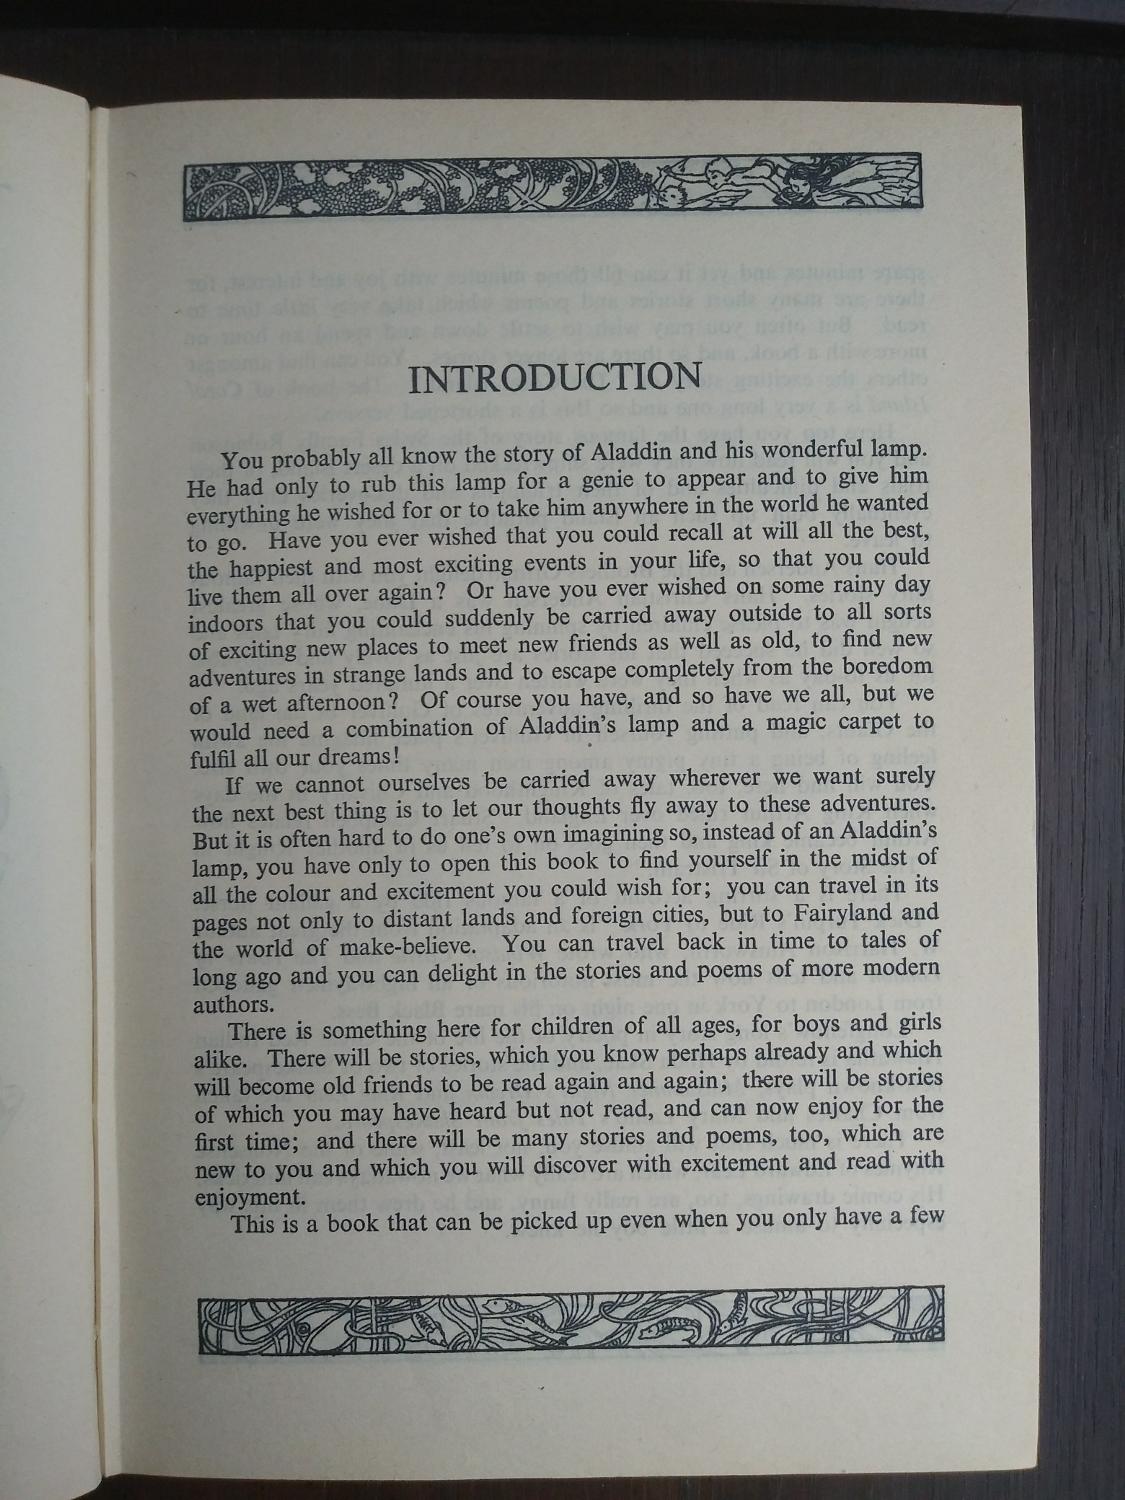 INTRODUCTION
You probably all know the story of Aladdin and his wonderful lamp.
He had only to rub this lamp for a genie to appear and to give him
everything he wished for or to take him anywhere in the world he wanted
to go. Have you ever wished that you could recall at will all the best,
the happiest and most exciting events in your life, so that you could
live them all over again? Or have you ever wished on some rainy day
indoors that you could suddenly be carried away outside to all sorts
of exciting new places to meet new friends as well as old, to find new
adventures in strange lands and to escape completely from the boredom
of a wet afternoon? Of course you have, and so have we all, but we
would need a combination of Aladdin's lamp and a magic carpet to
fulfil all our dreams!
If we cannot ourselves be carried away wherever we want surely
the next best thing is to let our thoughts fly away to these adventures.
But it is often hard to do one's own imagining so, instead of an Aladdin's
lamp, you have only to open this book to find yourself in the midst of
all the colour and excitement you could wish for; you can travel in its
pages not only to distant lands and foreign cities, but to Fairyland and
the world of make-believe. You can travel back in time to tales of
long ago and you can delight in the stories and poems of more modern
authors.
There is something here for children of all ages, for boys and girls
alike. There will be stories, which you know perhaps already and which
will become old friends to be read again and again; there will be stories
of which you may have heard but not read, and can now enjoy for the
first time; and there will be many stories and poems, too, which are
new to you and which you will discover with excitement and read with
enjoyment.
This is a book that can be picked up even when you only have a few